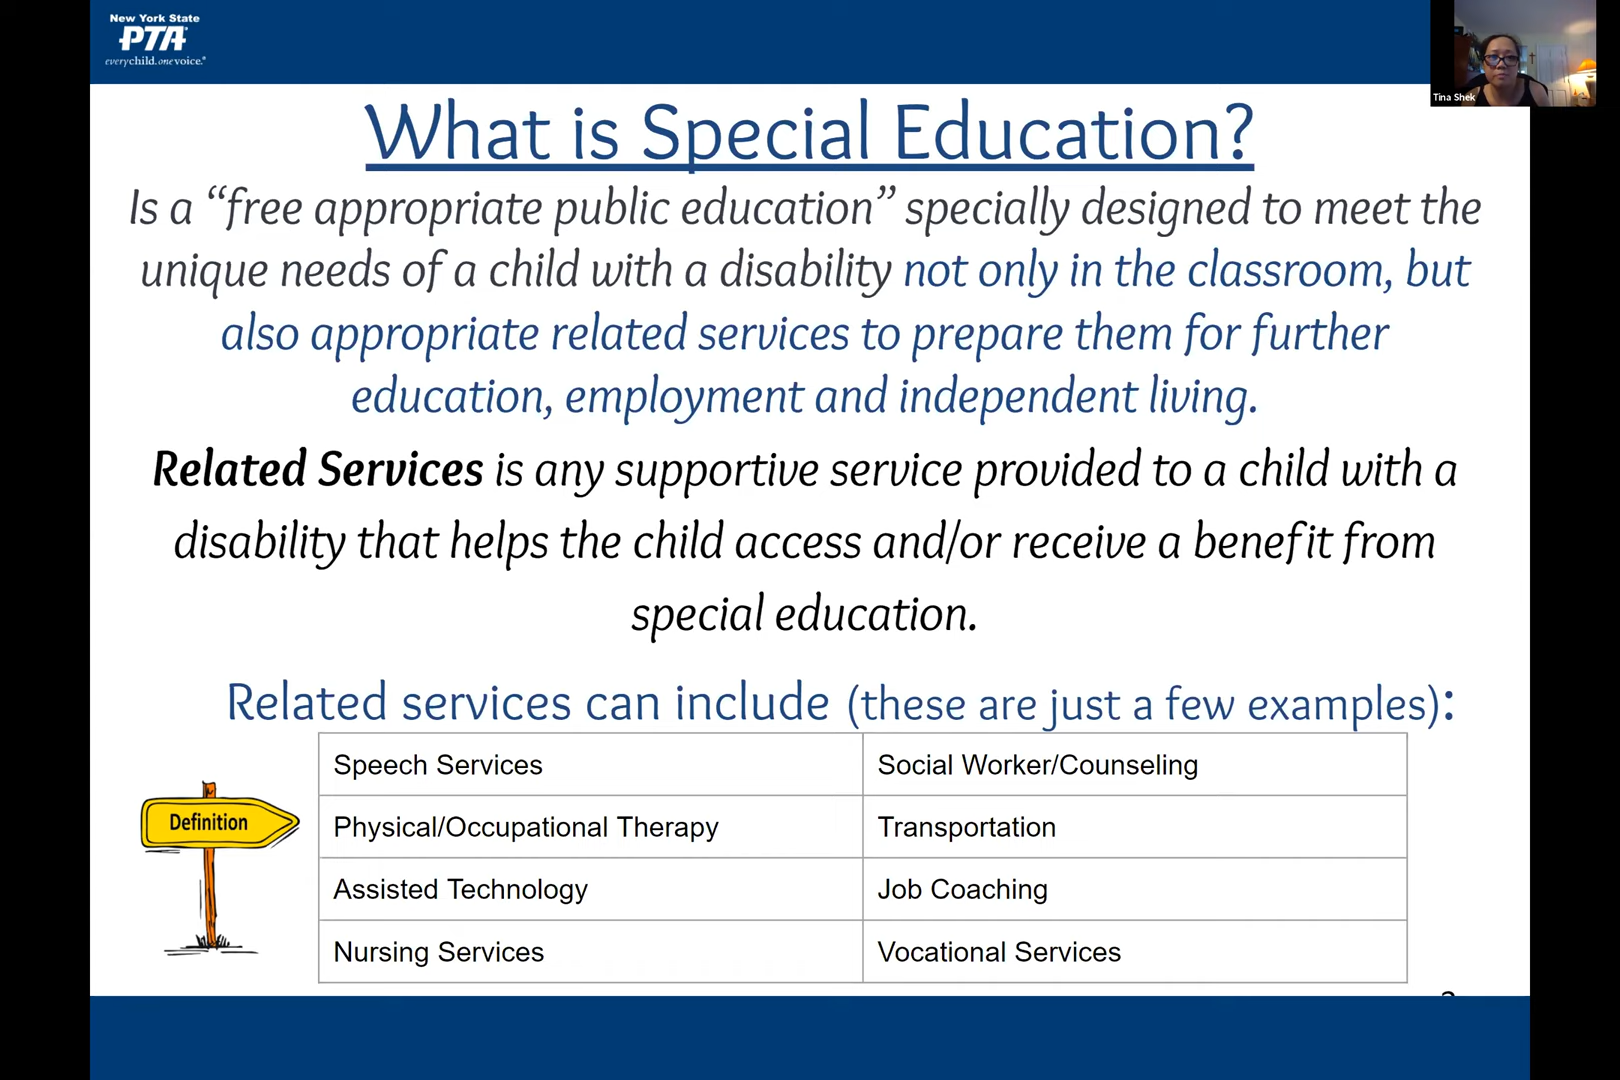 New York State
PTA
everychild.onevoice.®
Tina Shek
What is Special Education?
Is a “free appropriate public education” specially designed to meet the
unique needs of a child with a disability not only in the classroom, but
also appropriate related services to prepare them for further
education, employment and independent living.
Related Services is any supportive service provided to a child with a
disability that helps the child access and/or receive a benefit from
special education.
Related services can include (these are just a few examples):
Speech Services
Social Worker/Counseling
Definition
Physical/Occupational Therapy
Transportation
Assisted Technology
Job Coaching
Nursing Services
Vocational Services